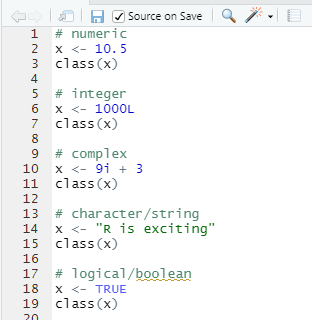 Source on Save
1 # numeric
2 x <- 10.5
3 class(x)
4
5 # integer
6 x <- 1000L
7 class(x)
8
9 # complex
10 x <- 9i + 3
11 class(x)
12
13 # character/string
14 x <- "R is exciting"
15 class(x)
16
17 # logical/boolean
18 x <- TRUE
19 class(x)
20